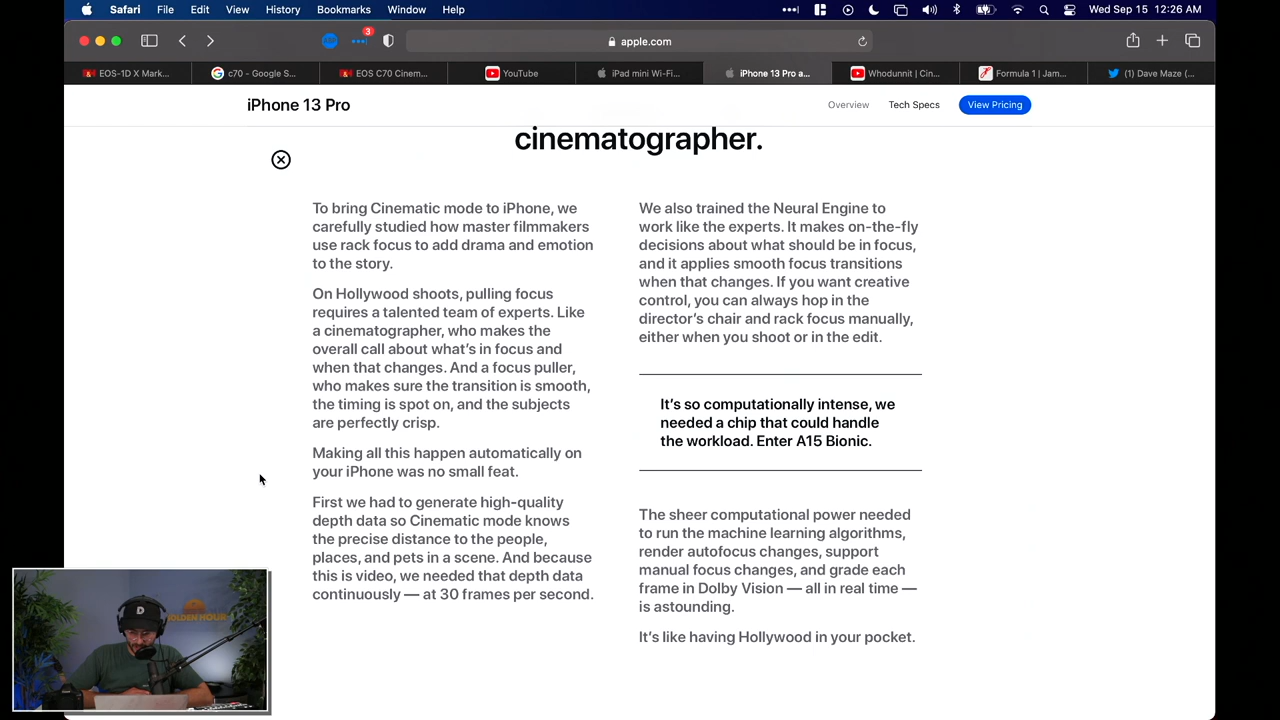 Safari File Edit View History Bookmarks Window Help
Wed Sep 15 12:26 AM
3
apple.com
EOS-1D X Mark...
c70 - Google S...
EOS C70 Cinem...
YouTube
iPad mini Wi-Fi...
iPhone 13 Pro a...
Whodunnit | Cin...
Formula 1 | Jam...
(1) Dave Maze (...
iPhone 13 Pro
Overview
Tech Specs
View Pricing
cinematographer.
To bring Cinematic mode to iPhone, we
carefully studied how master filmmakers
use rack focus to add drama and emotion
to the story.
On Hollywood shoots, pulling focus
requires a talented team of experts. Like
a cinematographer, who makes the
overall call about what's in focus and
when that changes. And a focus puller,
who makes sure the transition is smooth,
the timing is spot on, and the subjects
are perfectly crisp.
Making all this happen automatically on
your iPhone was no small feat.
First we had to generate high-quality
depth data so Cinematic mode knows
the precise distance to the people,
places, and pets in a scene. And because
this is video, we needed that depth data
continuously — at 30 frames per second.
We also trained the Neural Engine to
work like the experts. It makes on-the-fly
decisions about what should be in focus,
and it applies smooth focus transitions
when that changes. If you want creative
control, you can always hop in the
director's chair and rack focus manually,
either when you shoot or in the edit.
It's so computationally intense, we
needed a chip that could handle
the workload. Enter A15 Bionic.
The sheer computational power needed
to run the machine learning algorithms,
render autofocus changes, support
manual focus changes, and grade each
frame in Dolby Vision — all in real time —
is astounding.
It's like having Hollywood in your pocket.
D
GOLDEN HOUR